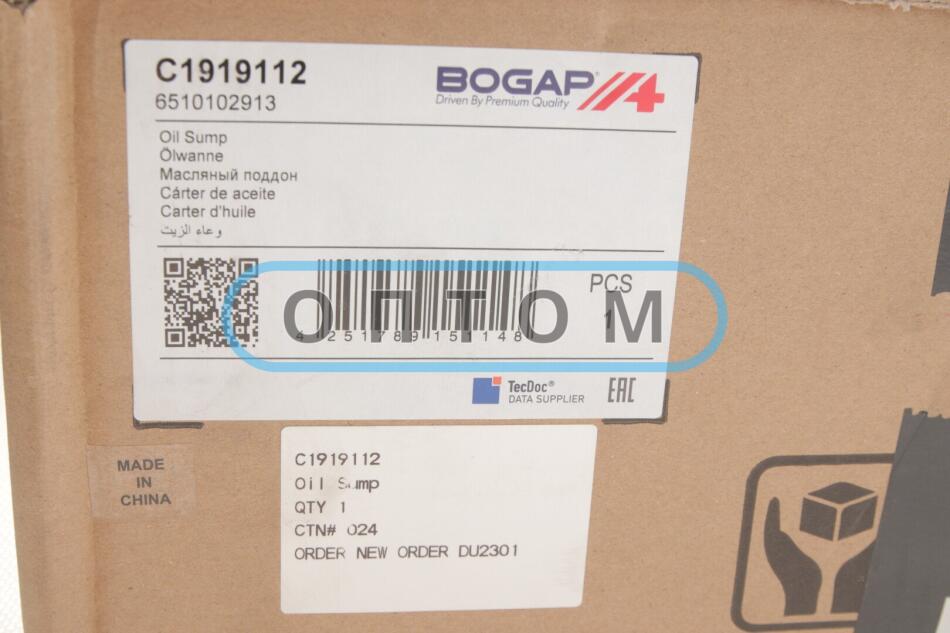 C1919112
6510102913
BOGAP
Driven By Premium Quality
Oil Sump
Ölwanne
Масляный поддон
Cárter de aceite
Carter d'huile
وعاء الزيت
PCS
1
ОПТОМ
TecDoc®
DATA SUPPLIER
EAC
MADE
IN
CHINA
C1919112
Oil Sump
QTY 1
CTN# 024
ORDER NEW ORDER DU2301